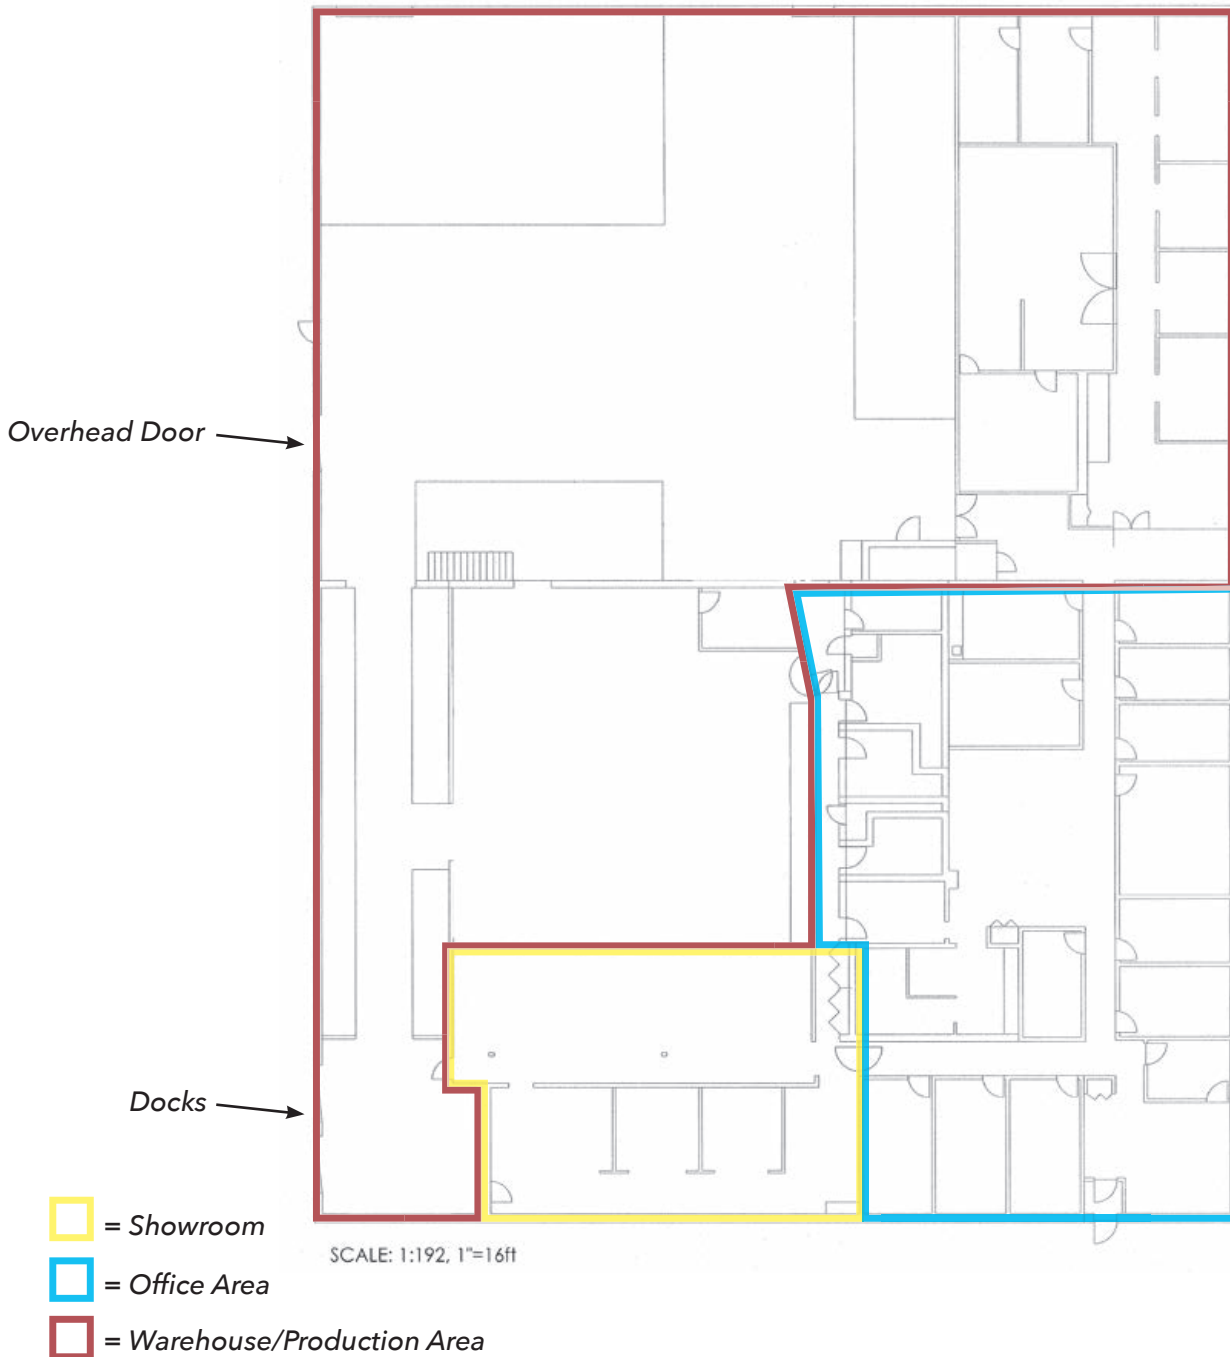 Overhead Door
Docks
= Showroom
SCALE: 1:192, 1"=16ft
= Office Area
= Warehouse/Production Area